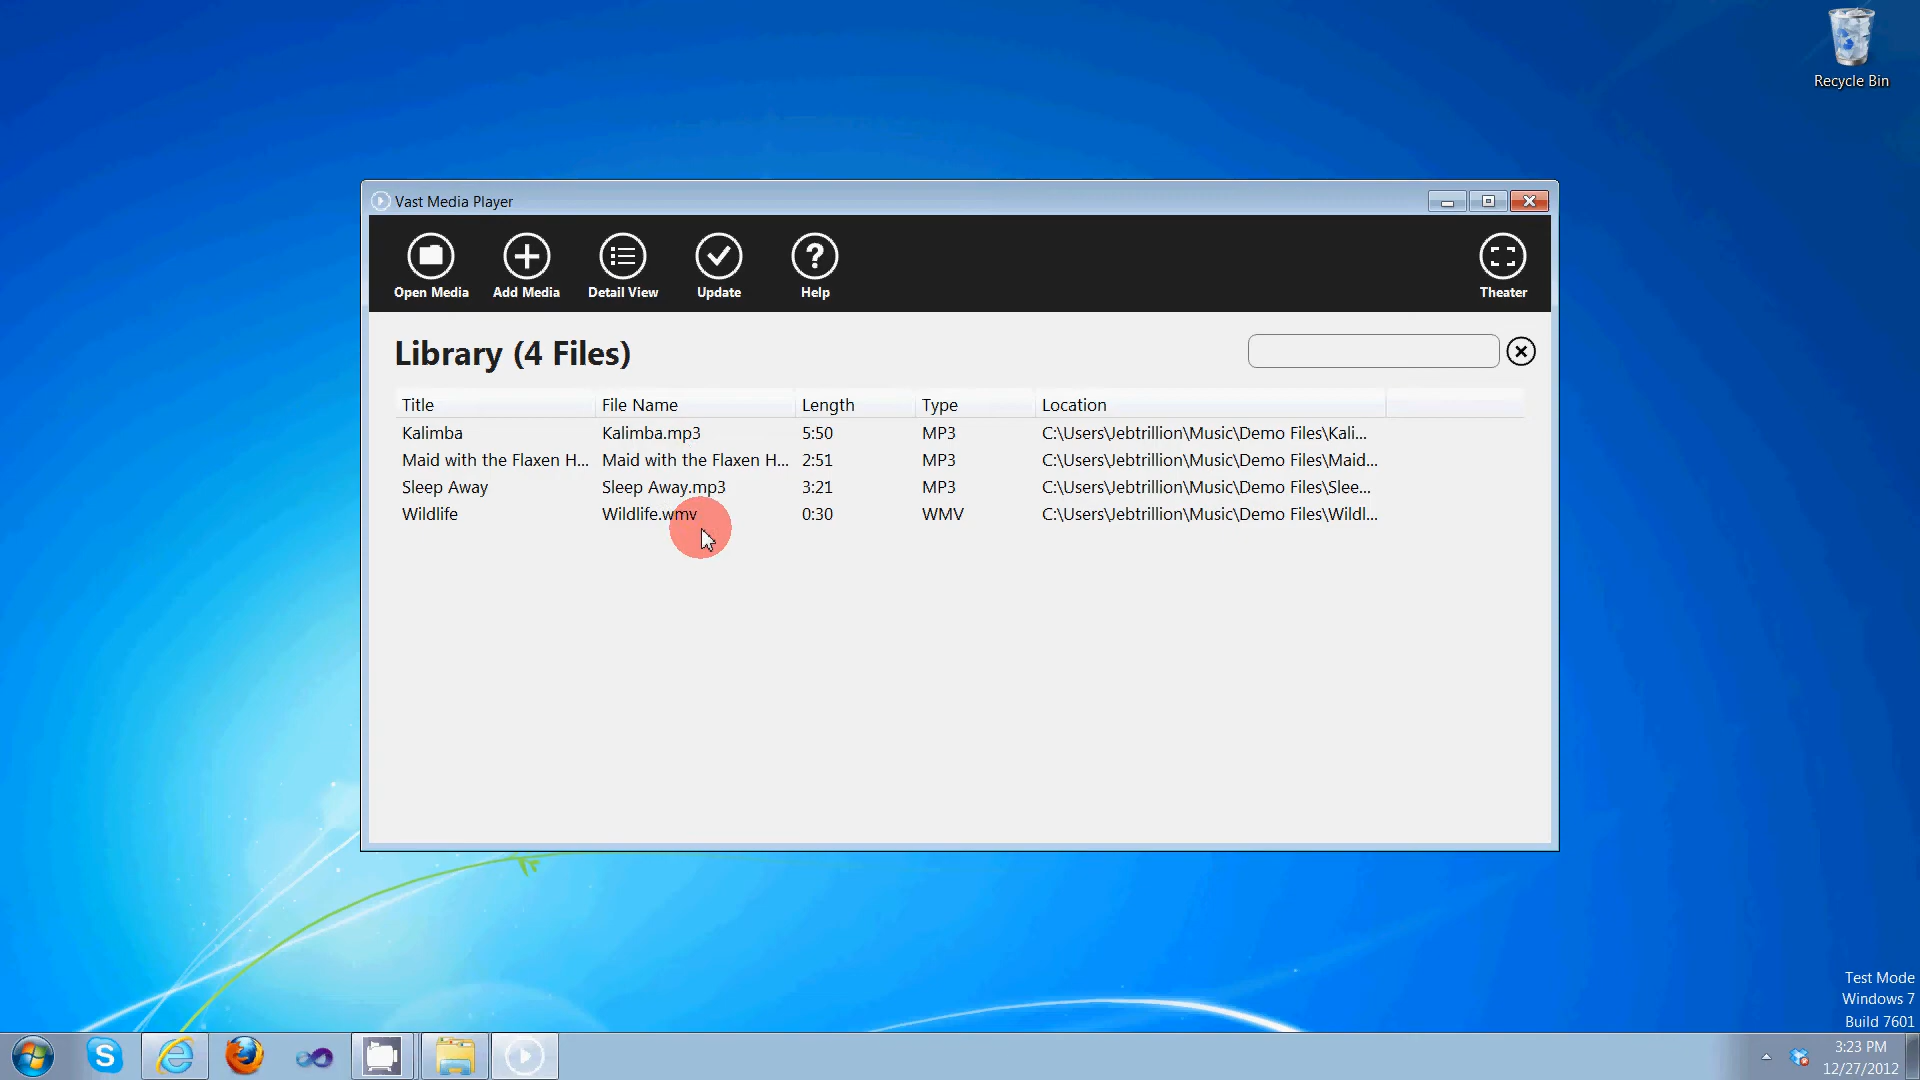 Recycle Bin
Vast Media Player
Open Media Add Media Detail View Update Help Theater
Library (4 Files)
Title File Name Length Type Location
Kalimba Kalimba.mp3 5:50 MP3 C:\Users\Jebtrillion\Music\Demo Files\Kali...
Maid with the Flaxen H... Maid with the Flaxen H... 2:51 MP3 C:\Users\Jebtrillion\Music\Demo Files\Maid...
Sleep Away Sleep Away.mp3 3:21 MP3 C:\Users\Jebtrillion\Music\Demo Files\Slee...
Wildlife Wildlife.wmv 0:30 WMV C:\Users\Jebtrillion\Music\Demo Files\Wildl...
Test Mode
Windows 7
Build 7601
3:23 PM
12/27/2012